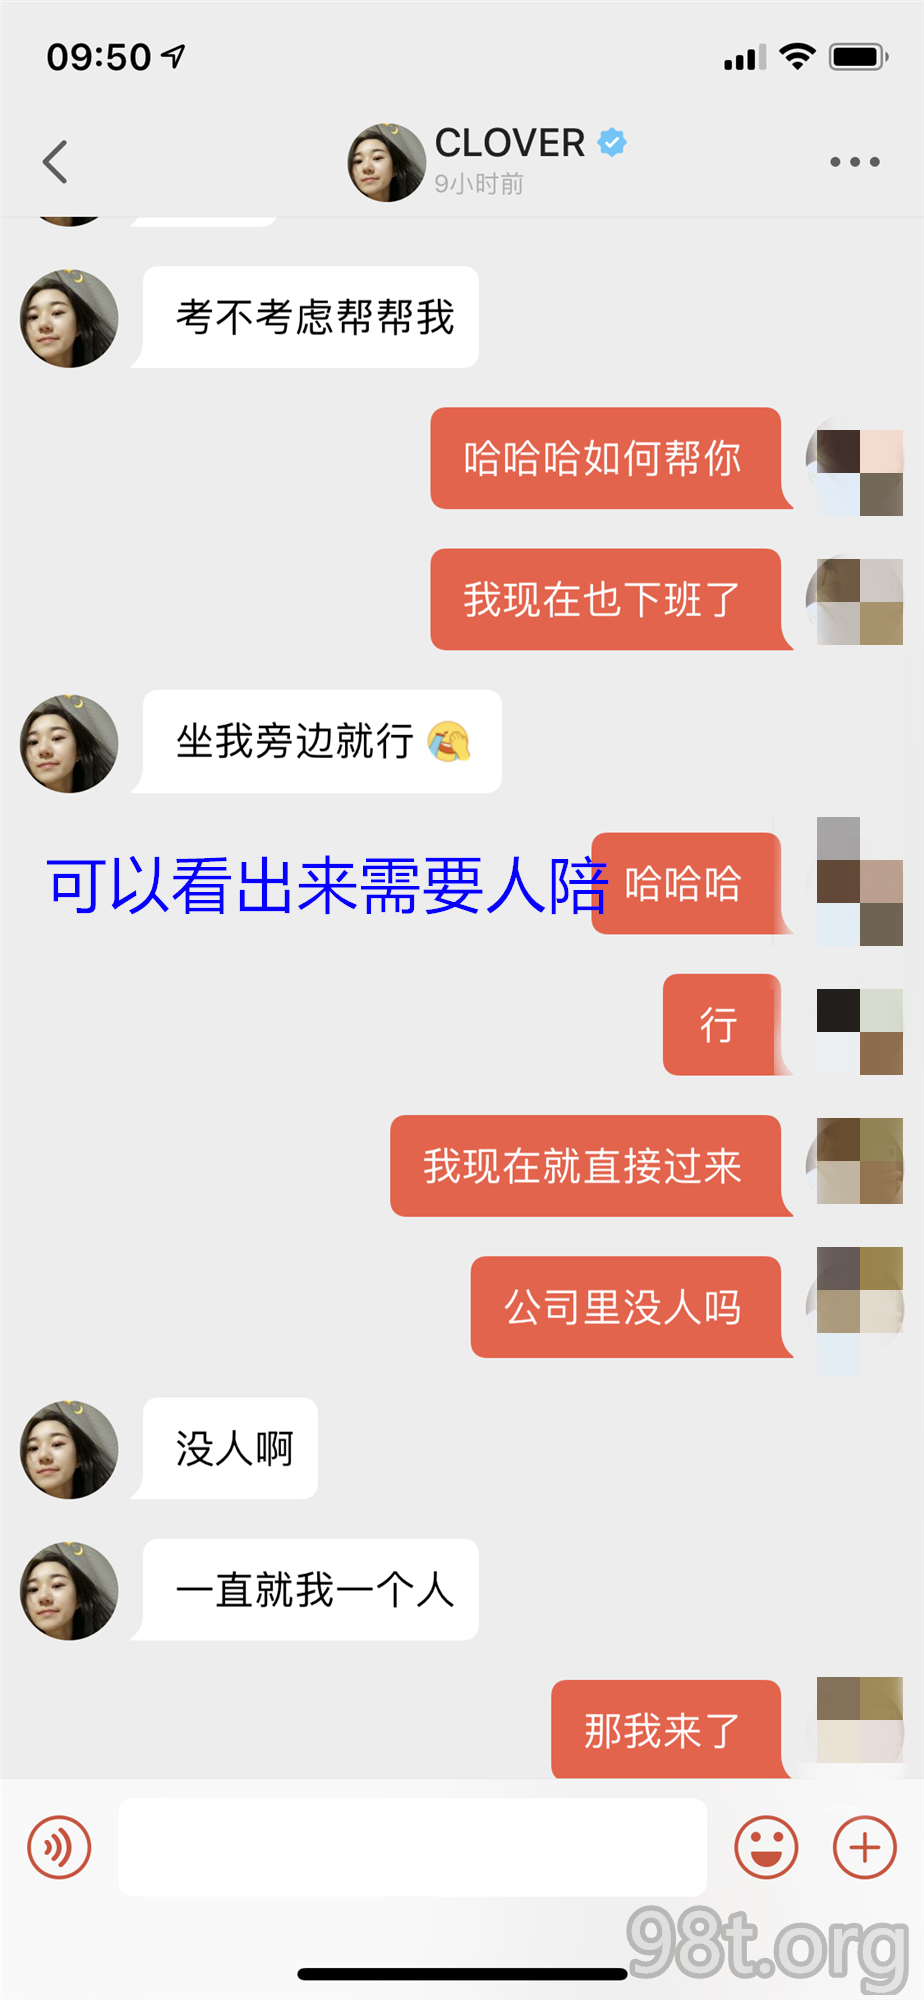 09:50
CLOVER
9小时前
考不考虑帮帮我
哈哈哈如何帮你
我现在也下班了
坐我旁边就行
可以看出来需要人陪
哈哈哈
行
我现在就直接过来
公司里没人吗
没人啊
一直就我一个人
那我来了
98t.org